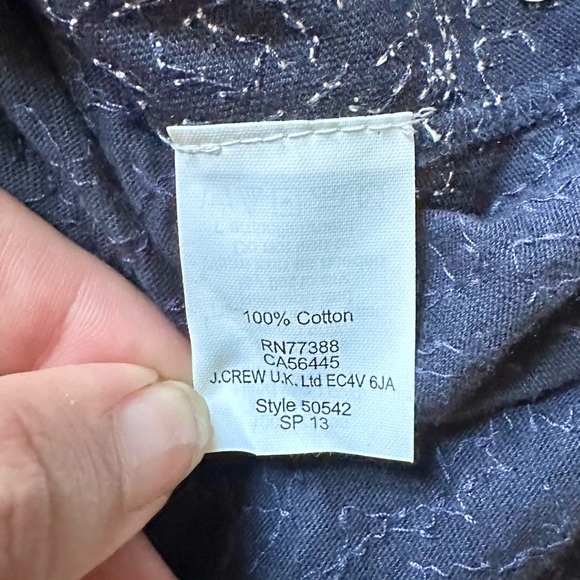 100% Cotton
RN77388
CA56445
J.CREW U.K. Ltd EC4V 6JA
Style 50542
SP 13